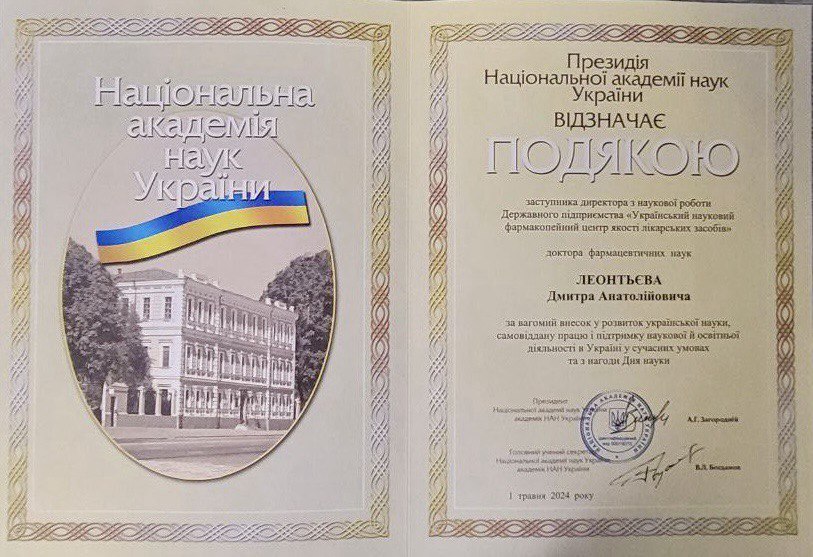 Національна
академія
наук
України
Президія
Національної академії наук
України
ВІДЗНАЧАЄ
ПОДЯКОЮ
заступника директора з наукової роботи
Державного підприємства «Український науковий
фармакопейний центр якості лікарських засобів»
доктора фармацевтичних наук
ЛЕОНТЬЄВА
Дмитра Анатолійовича
за вагомий внесок у розвиток української науки,
самовіддану працю і підтримку наукової й освітньої
діяльності в Україні у сучасних умовах
та з нагоди Дня науки
Президент
Національної академії наук України
академік НАН України
А.Г. Загородній
Головний учений секретар
Національної академії наук України
академік НАН України
В.Л. Богданов
1 травня 2024 року